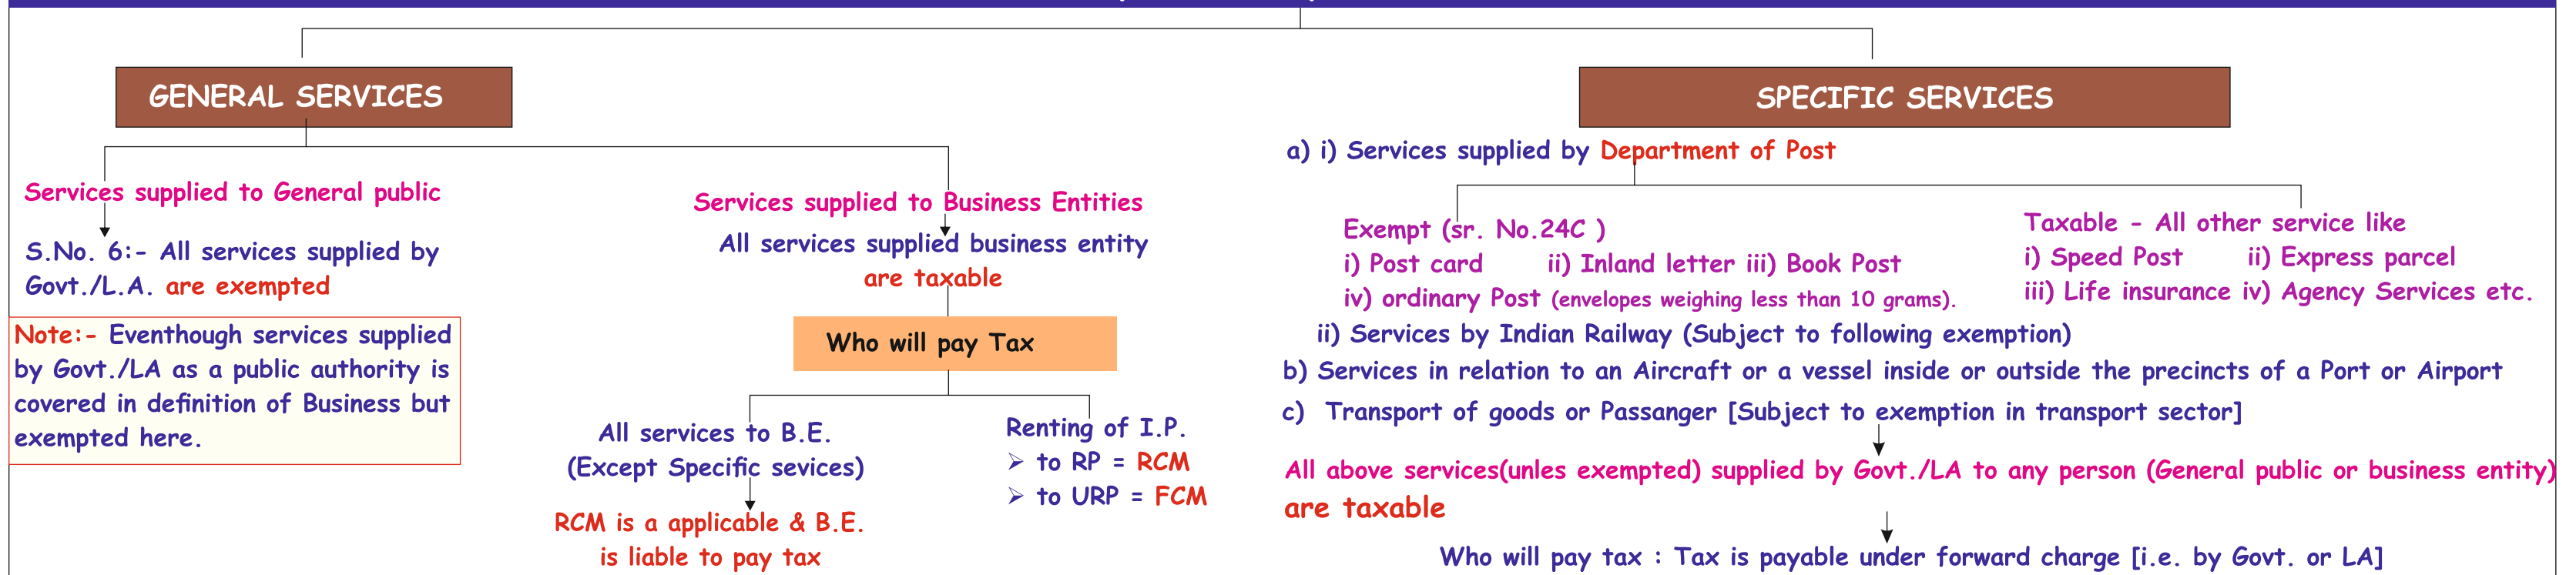 GENERAL SERVICES
Services supplied to General public
S.No. 6:- All services supplied by
Govt./L.A. are exempted
Note:- Eventhough services supplied
by Govt./LA as a public authority is
covered in definition of Business but
exempted here.
Services supplied to Business Entities
All services supplied business entity
are taxable
Who will pay Tax
All services to B.E.
(Except Specific sevices)
RCM is a applicable & B.E.
is liable to pay tax
Renting of I.P.
➢ to RP = RCM
➢ to URP = FCM
SPECIFIC SERVICES
a) i) Services supplied by Department of Post
Exempt (sr. No.24C )
i) Post card ii) Inland letter iii) Book Post
iv) ordinary Post (envelopes weighing less than 10 grams).
Taxable - All other service like
i) Speed Post ii) Express parcel
iii) Life insurance iv) Agency Services etc.
ii) Services by Indian Railway (Subject to following exemption)
b) Services in relation to an Aircraft or a vessel inside or outside the precincts of a Port or Airport
c) Transport of goods or Passanger [Subject to exemption in transport sector]
All above services(unles exempted) supplied by Govt./LA to any person (General public or business entity)
are taxable
Who will pay tax : Tax is payable under forward charge [i.e. by Govt. or LA]